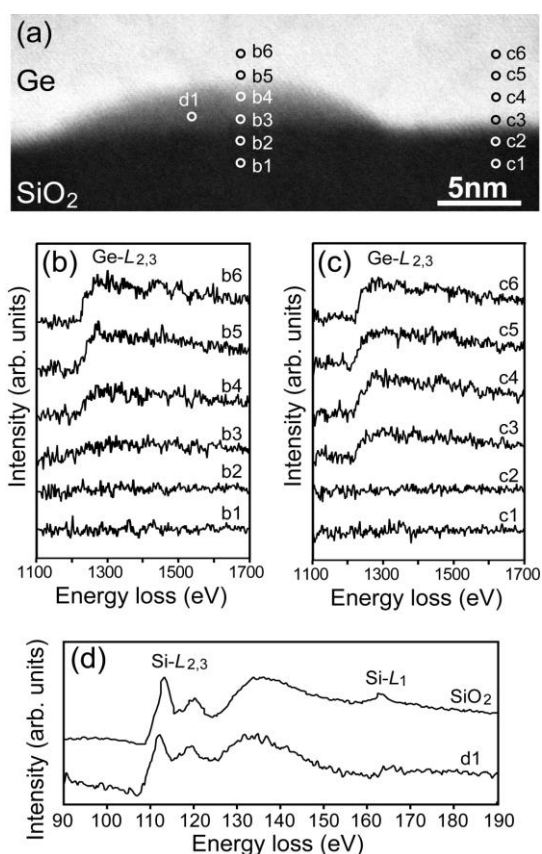 (a)
Ge
SiO2
d1
b6
b5
b4
b3
b2
b1
c6
c5
c4
c3
c2
c1
5nm
(b)
Ge-L2,3
b6
b5
b4
b3
b2
b1
Intensity (arb. units)
1100 1300 1500 1700
Energy loss (eV)
(c)
Ge-L2,3
c6
c5
c4
c3
c2
c1
Intensity (arb. units)
1100 1300 1500 1700
Energy loss (eV)
(d)
Si-L2,3
Si-L1
SiO2
d1
Intensity (arb. units)
90 100 110 120 130 140 150 160 170 180 190
Energy loss (eV)